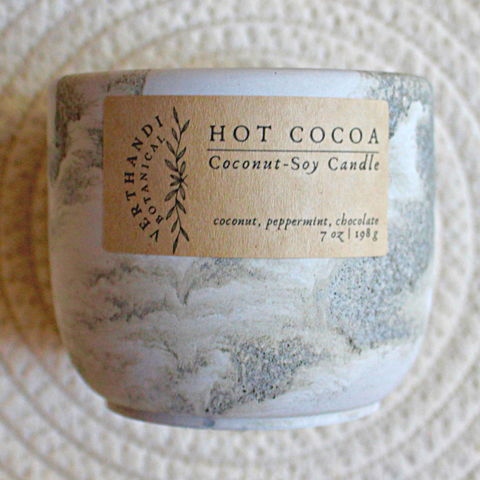 VERTHANDI
BOTANICAL
HOT COCOA
Coconut-Soy Candle
coconut, peppermint, chocolate
7 oz | 198 g